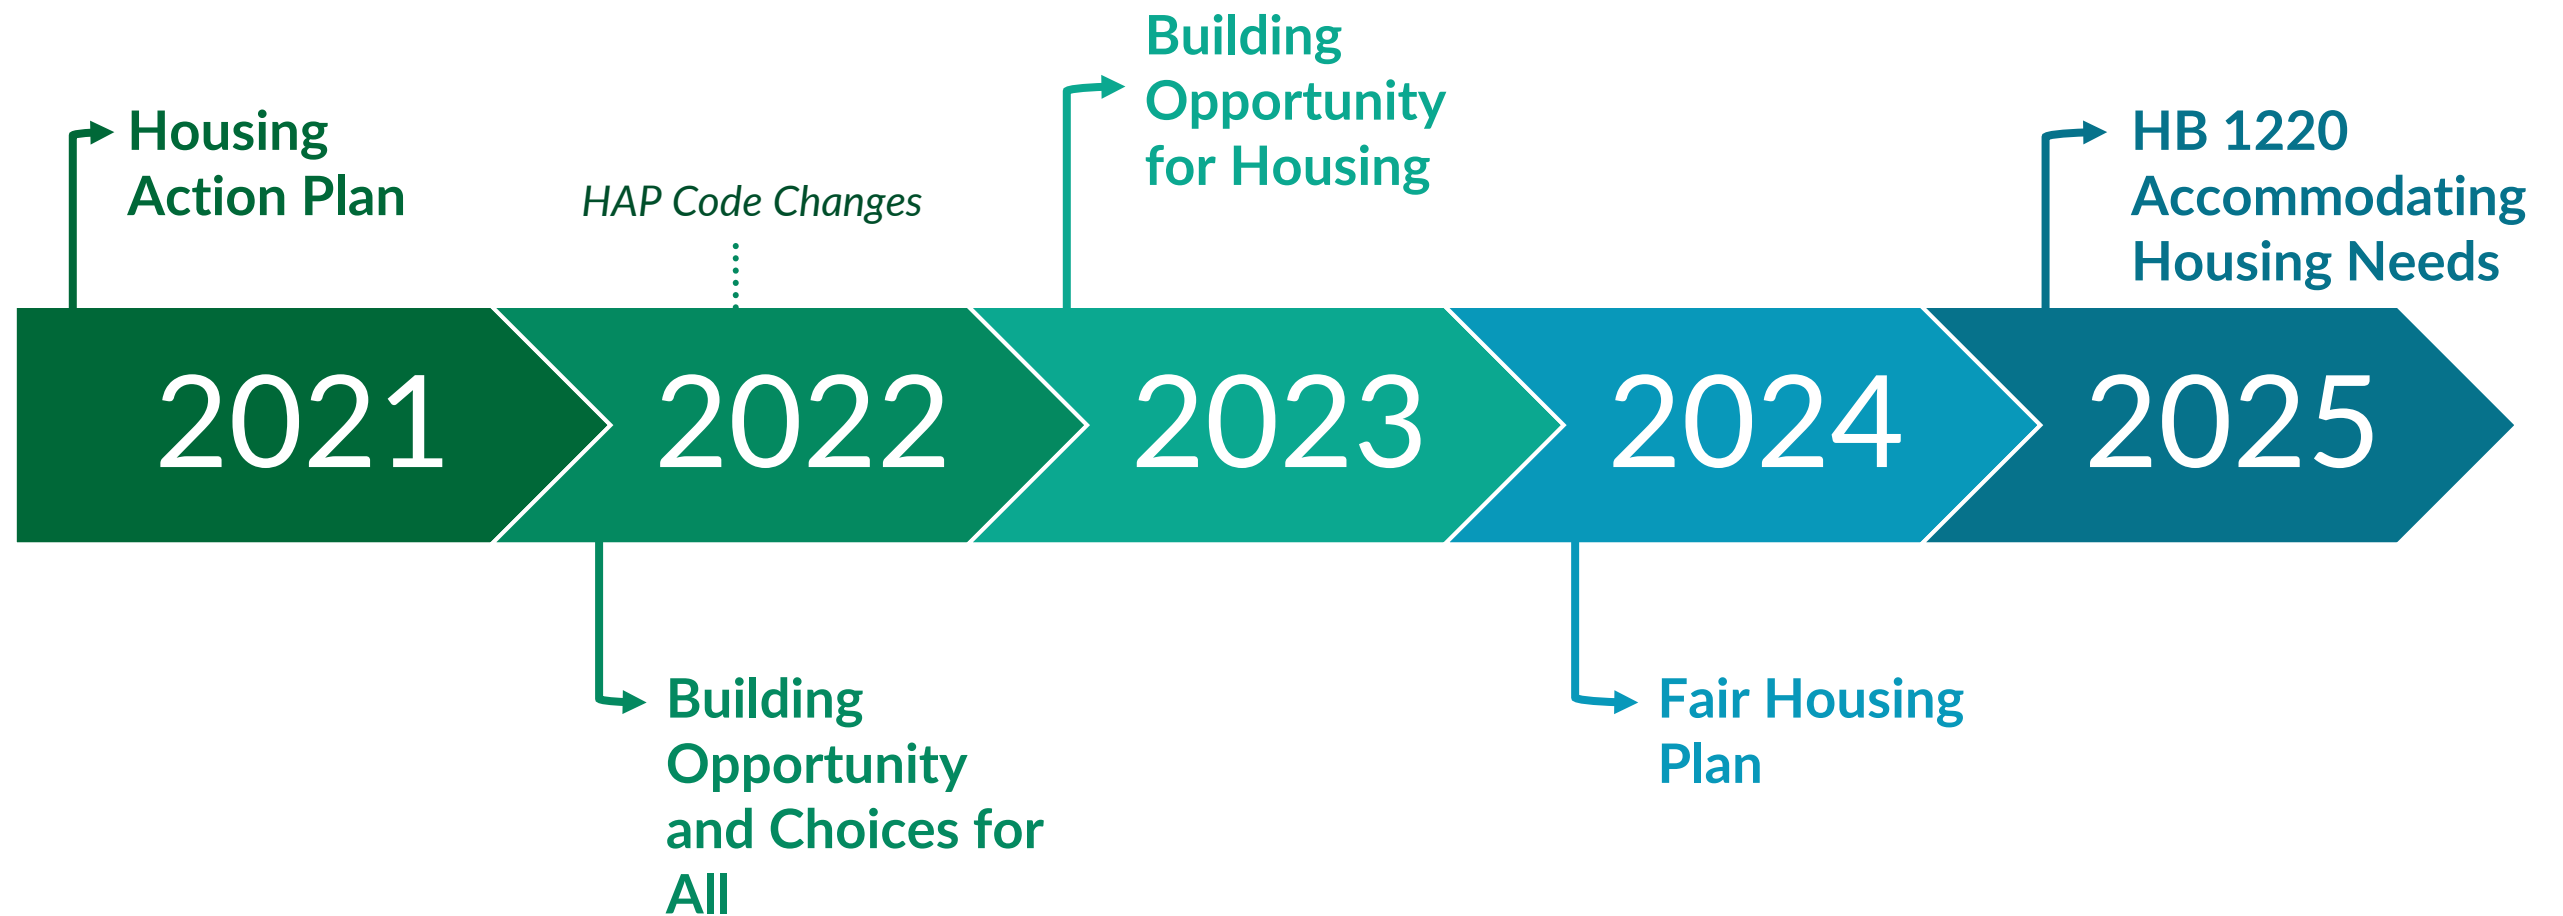 Housing
Action Plan
HAP Code Changes
Building
Opportunity
for Housing
HB 1220
Accommodating
Housing Needs
2021
2022
2023
2024
2025
Building
Opportunity
and Choices for
All
Fair Housing
Plan